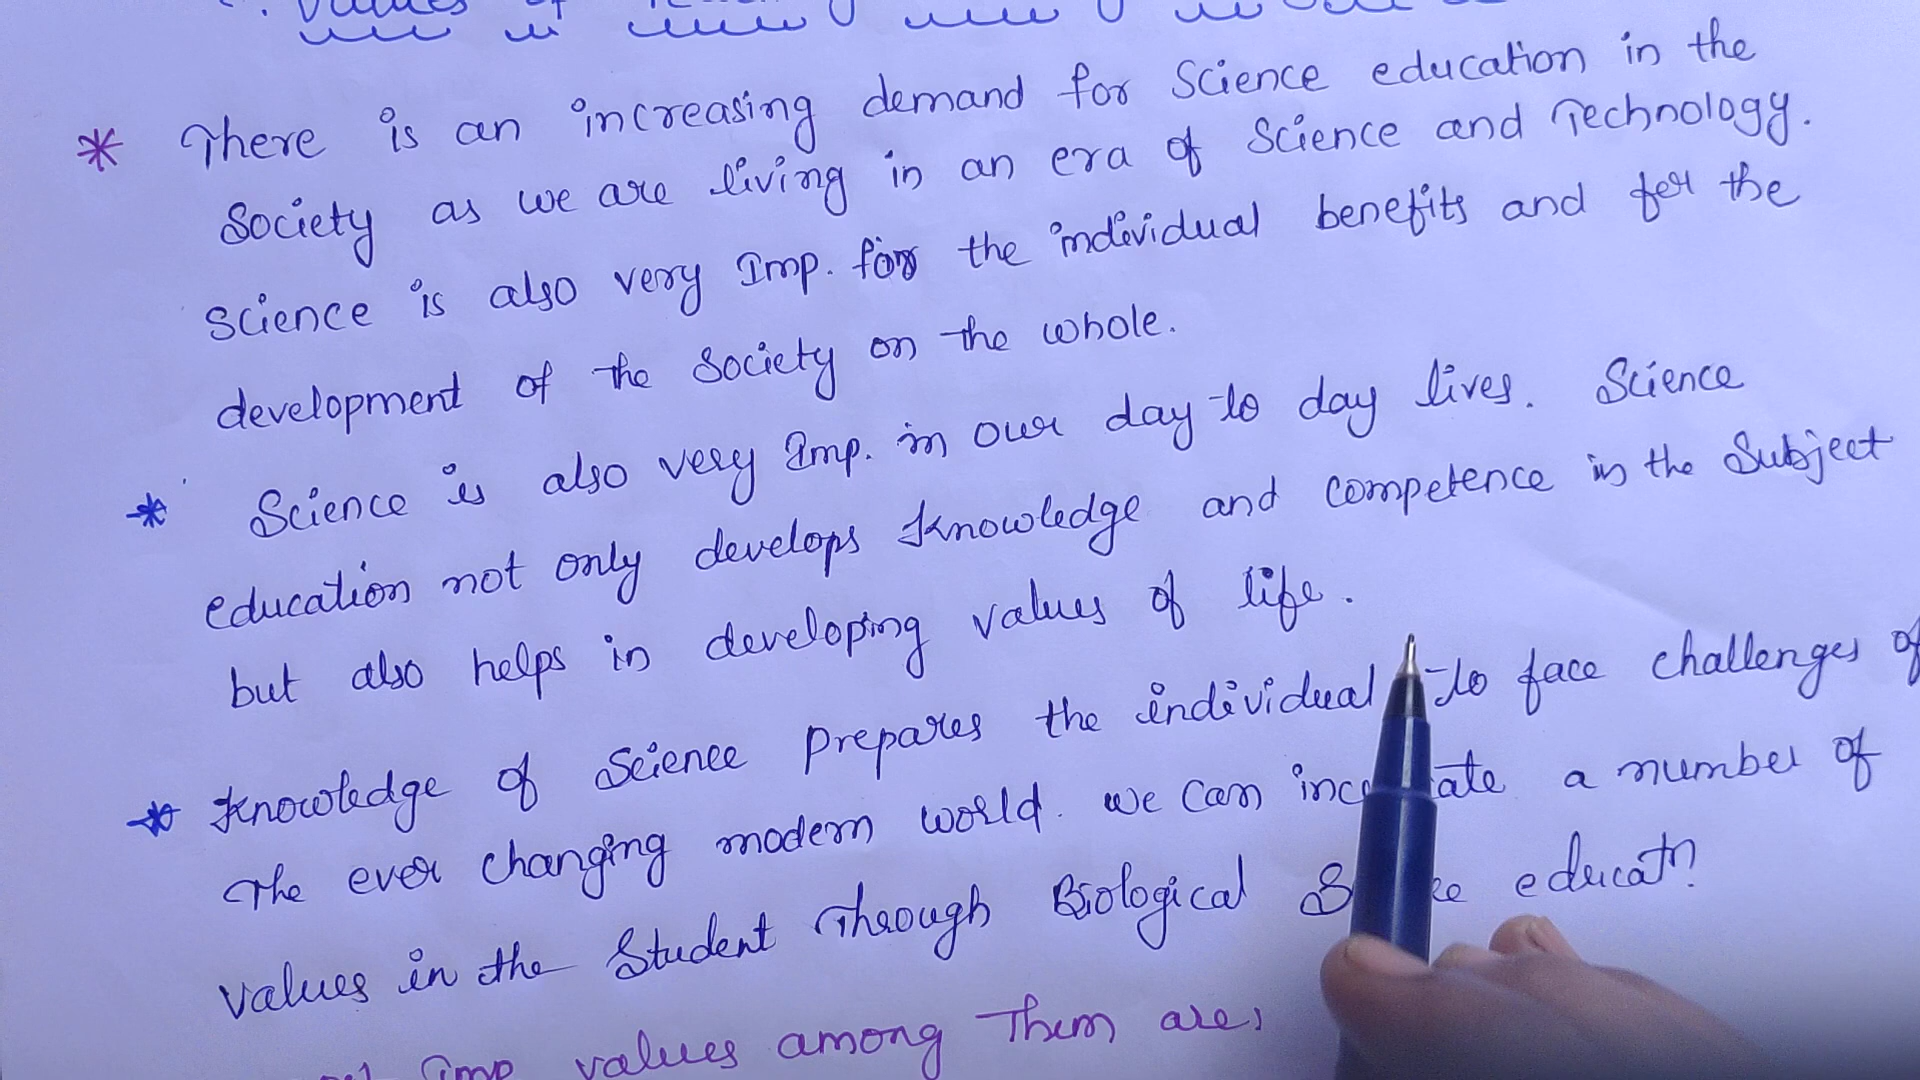 Values of
* There is an increasing demand for Science education in the
Society as we are living in an era of Science and Technology.
Science is also very Imp. for the individual benefits and for the
development of the Society on the whole.
* Science is also very Imp. in our day to day lives. Science
education not only develops knowledge and competence in the Subject
but also helps in developing values of life.
* Knowledge of Science prepares the individual to face challenges of
The ever changing modern world. we can a number of
values in the Student Through Biological educatn
Imp values among Them are,